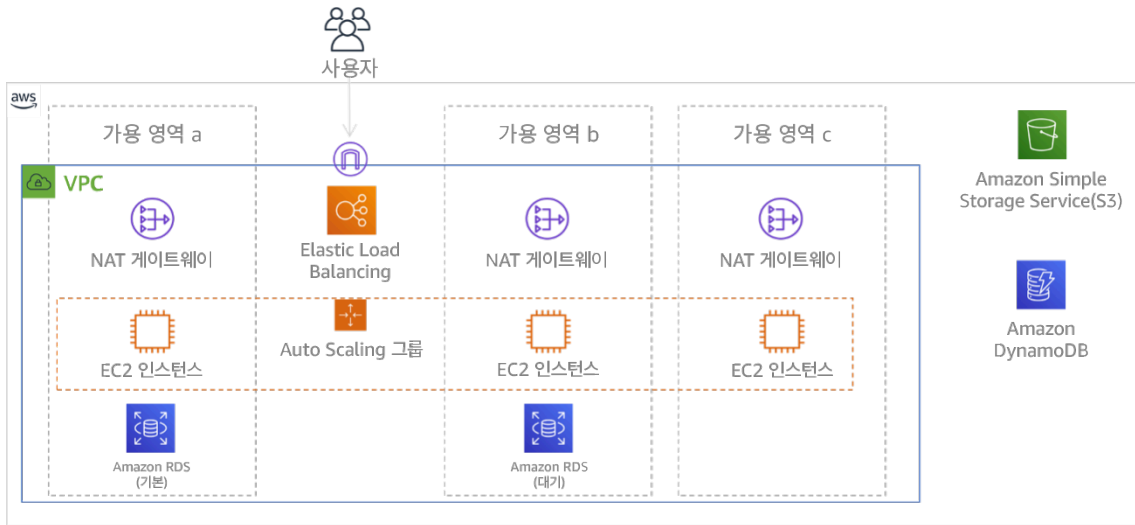 사용자
aws
가용 영역 a
가용 영역 b
가용 영역 c
VPC
NAT 게이트웨이
Elastic Load
Balancing
NAT 게이트웨이
NAT 게이트웨이
Amazon Simple
Storage Service(S3)
EC2 인스턴스
Auto Scaling 그룹
EC2 인스턴스
EC2 인스턴스
Amazon
DynamoDB
Amazon RDS
(기본)
Amazon RDS
(대기)